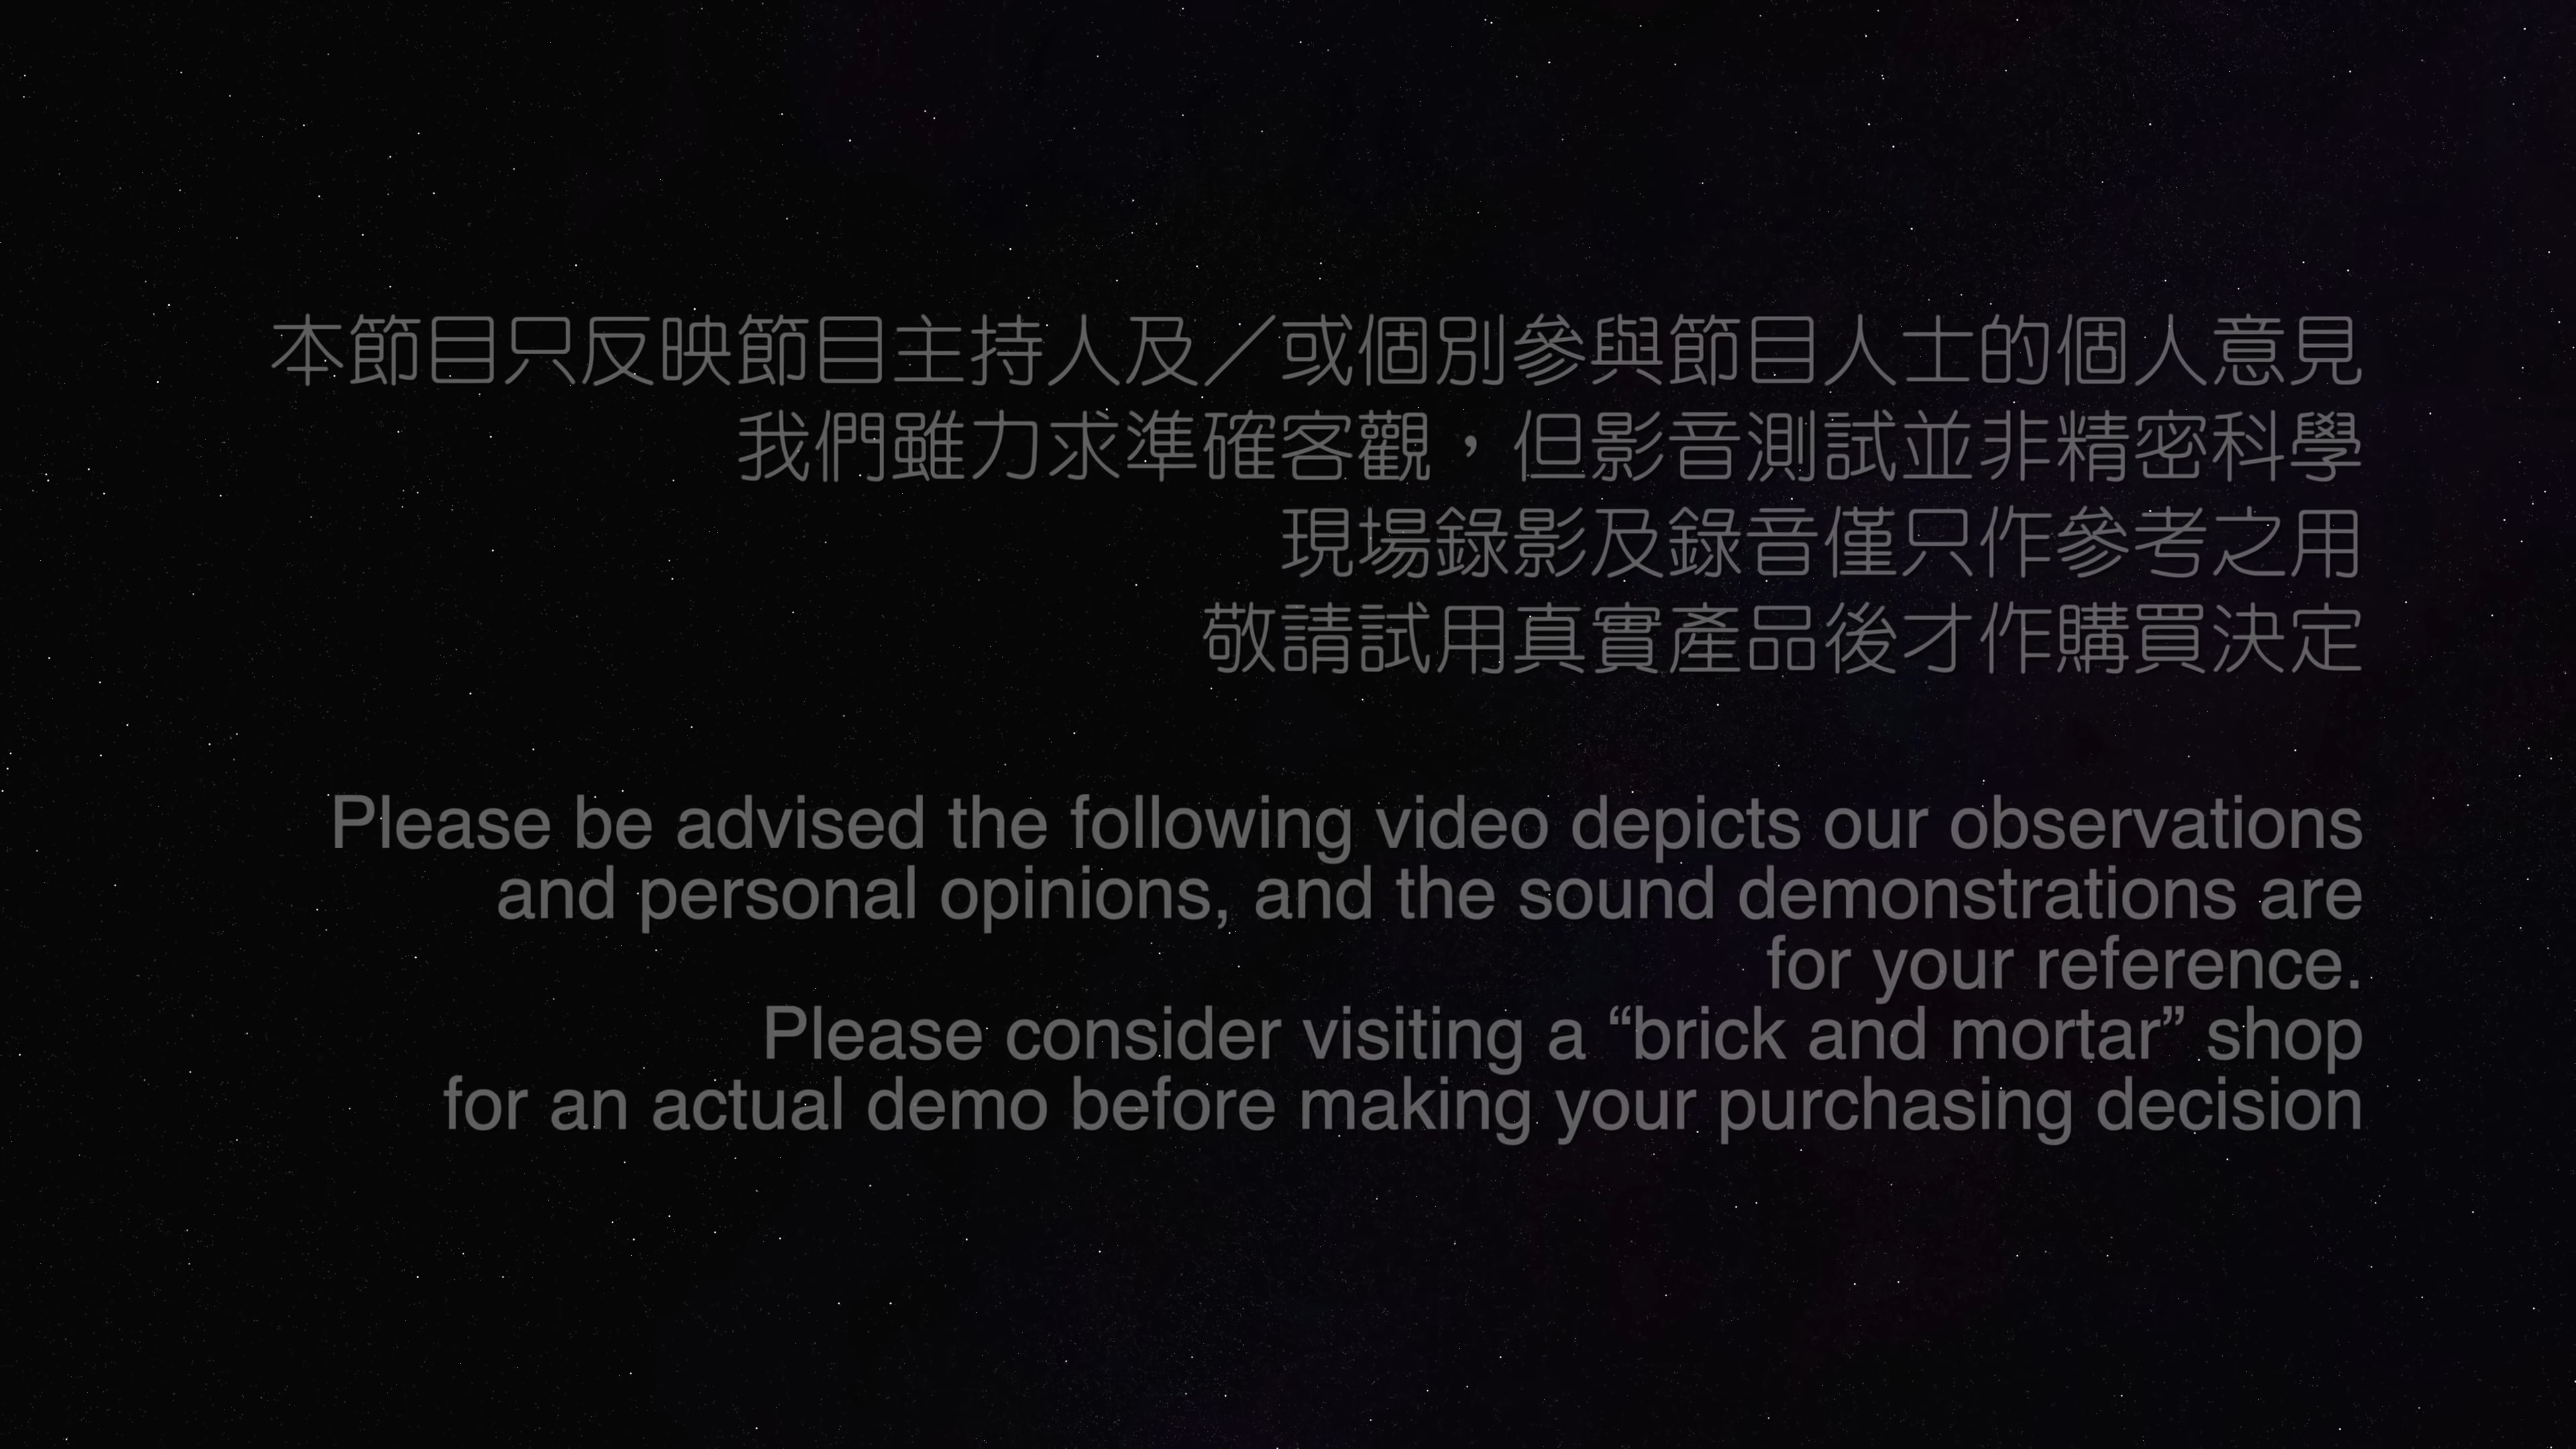 本節目只反映節目主持人及／或個別參與節目人士的個人意見
我們雖力求準確客觀，但影音測試並非精密科學
現場錄影及錄音僅只作參考之用
敬請試用真實產品後才作購買決定
Please be advised the following video depicts our observations
and personal opinions, and the sound demonstrations are
for your reference.
Please consider visiting a “brick and mortar” shop
for an actual demo before making your purchasing decision